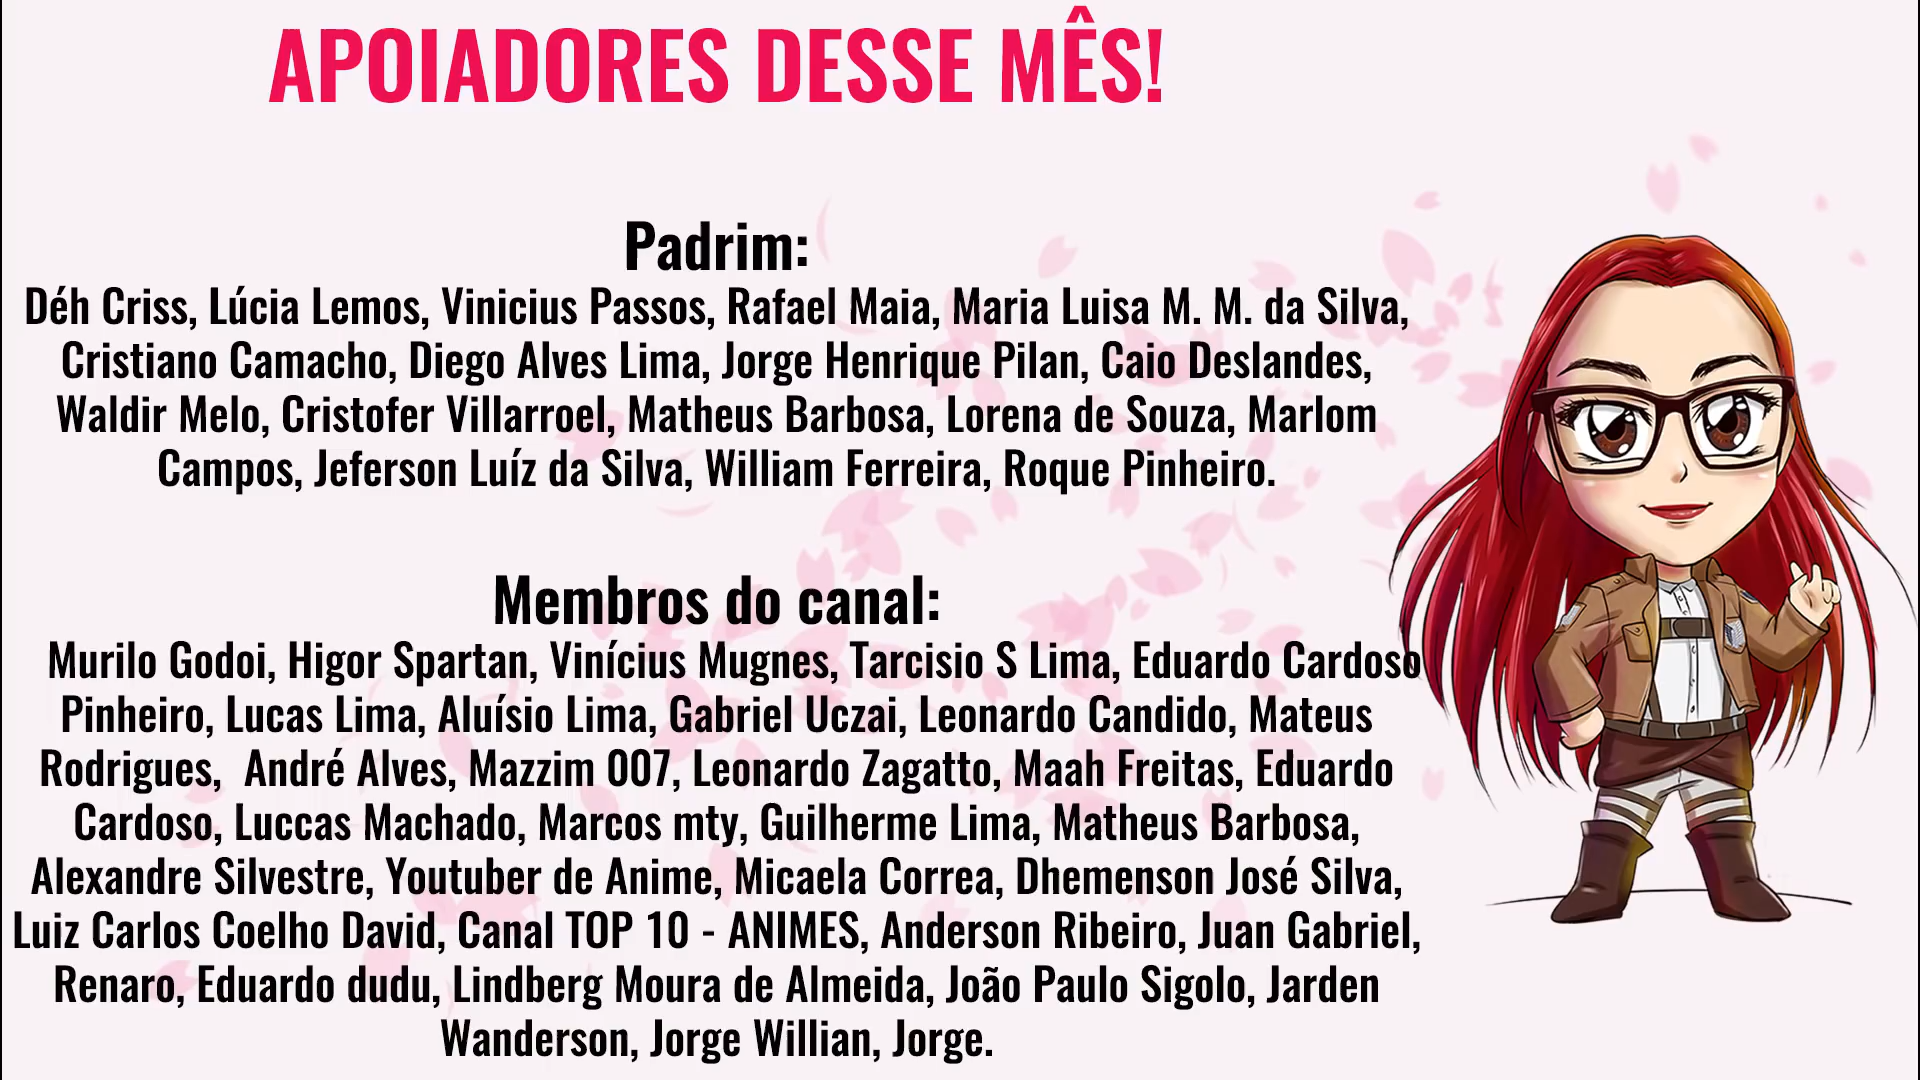 APOIADORES DESSE MÊS!
Padrim:
Déh Criss, Lúcia Lemos, Vinicius Passos, Rafael Maia, Maria Luisa M. M. da Silva,
Cristiano Camacho, Diego Alves Lima, Jorge Henrique Pilan, Caio Deslandes,
Waldir Melo, Cristofer Villarroel, Matheus Barbosa, Lorena de Souza, Marlom
Campos, Jeferson Luíz da Silva, William Ferreira, Roque Pinheiro.
Membros do canal:
Murilo Godoi, Higor Spartan, Vinícius Mugnes, Tarcisio S Lima, Eduardo Cardoso
Pinheiro, Lucas Lima, Aluísio Lima, Gabriel Uczai, Leonardo Candido, Mateus
Rodrigues,  André Alves, Mazzim 007, Leonardo Zagatto, Maah Freitas, Eduardo
Cardoso, Luccas Machado, Marcos mty, Guilherme Lima, Matheus Barbosa,
Alexandre Silvestre, Youtuber de Anime, Micaela Correa, Dhemenson José Silva,
Luiz Carlos Coelho David, Canal TOP 10 - ANIMES, Anderson Ribeiro, Juan Gabriel,
Renaro, Eduardo dudu, Lindberg Moura de Almeida, João Paulo Sigolo, Jarden
Wanderson, Jorge Willian, Jorge.